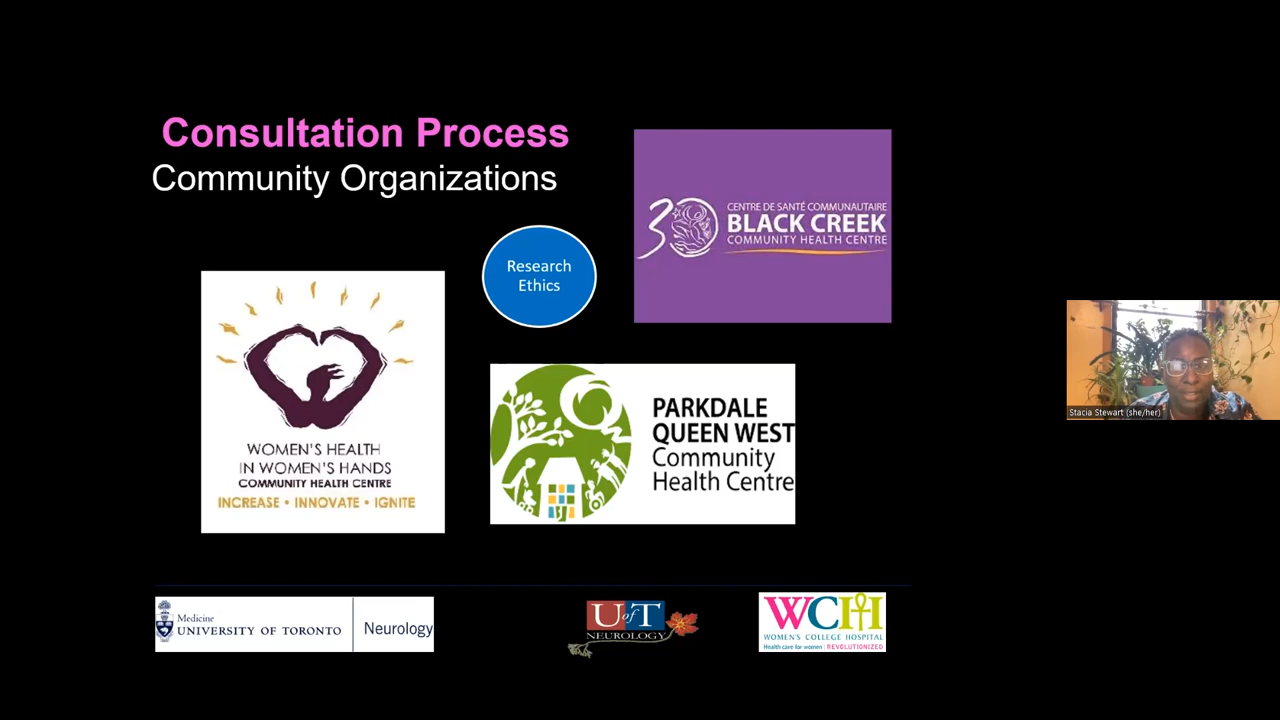 Consultation Process
Community Organizations
Research
Ethics
30
CENTRE DE SANTÉ COMMUNAUTAIRE
BLACK CREEK
COMMUNITY HEALTH CENTRE
WOMEN'S HEALTH
IN WOMEN'S HANDS
COMMUNITY HEALTH CENTRE
INCREASE • INNOVATE • IGNITE
PARKDALE
QUEEN WEST
Community
Health Centre
Stacia Stewart (she/her)
Medicine
UNIVERSITY OF TORONTO
Neurology
U of T
NEUROLOGY
WCH
WOMEN'S COLLEGE HOSPITAL
Health care for women | REVOLUTIONIZED